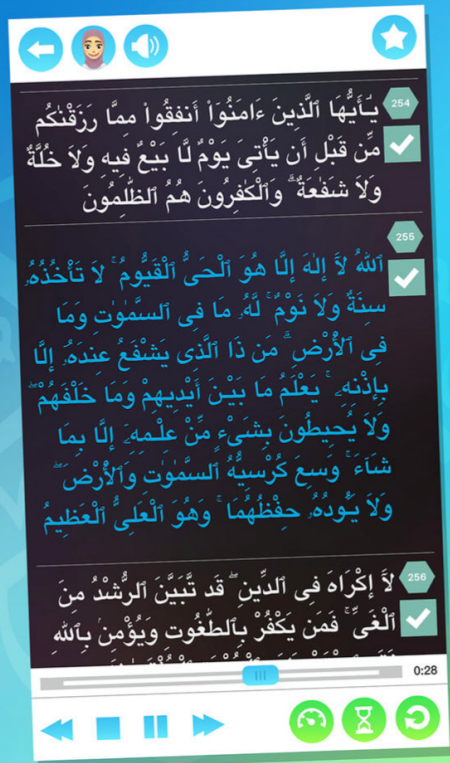 254
يَـٰٓأَيُّهَا ٱلَّذِينَ ءَامَنُوٓا۟ أَنفِقُوا۟ مِمَّا رَزَقْنَـٰكُم
مِّن قَبْلِ أَن يَأْتِىَ يَوْمٌ لَّا بَيْعٌ فِيهِ وَلَا خُلَّةٌ
وَلَا شَفَـٰعَةٌ ۗ وَٱلْكَـٰفِرُونَ هُمُ ٱلظَّـٰلِمُونَ
255
ٱللَّهُ لَآ إِلَـٰهَ إِلَّا هُوَ ٱلْحَىُّ ٱلْقَيُّومُ ۚ لَا تَأْخُذُهُۥ
سِنَةٌ وَلَا نَوْمٌ ۚ لَّهُۥ مَا فِى ٱلسَّمَـٰوَٰتِ وَمَا
فِى ٱلْأَرْضِ ۗ مَن ذَا ٱلَّذِى يَشْفَعُ عِندَهُۥٓ إِلَّا
بِإِذْنِهِۦ ۚ يَعْلَمُ مَا بَيْنَ أَيْدِيهِمْ وَمَا خَلْفَهُمْ ۖ
وَلَا يُحِيطُونَ بِشَىْءٍ مِّنْ عِلْمِهِۦٓ إِلَّا بِمَا
شَآءَ ۚ وَسِعَ كُرْسِيُّهُ ٱلسَّمَـٰوَٰتِ وَٱلْأَرْضَ ۖ
وَلَا يَـُٔودُهُۥ حِفْظُهُمَا ۚ وَهُوَ ٱلْعَلِىُّ ٱلْعَظِيمُ
256
لَآ إِكْرَاهَ فِى ٱلدِّينِ ۖ قَد تَّبَيَّنَ ٱلرُّشْدُ مِنَ
ٱلْغَىِّ ۚ فَمَن يَكْفُرْ بِٱلطَّـٰغُوتِ وَيُؤْمِنۢ بِٱللَّهِ
0:28